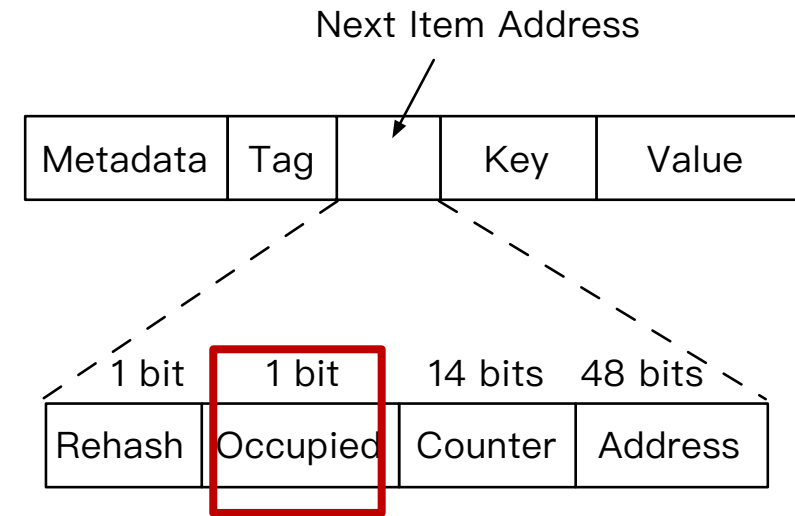 Next Item Address
Metadata Tag Key Value
1 bit 1 bit 14 bits 48 bits
Rehash Occupied Counter Address